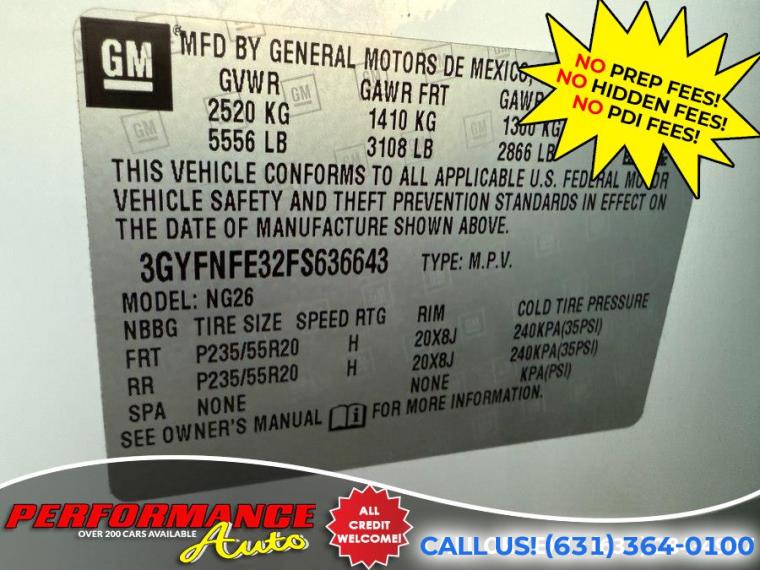 GM
MFD BY GENERAL MOTORS DE MEXICO,
GVWR GAWR FRT GAWR
2520 KG 1410 KG 1300 KG
5556 LB 3108 LB 2866 LB
THIS VEHICLE CONFORMS TO ALL APPLICABLE U.S. FEDERAL MOTOR
VEHICLE SAFETY AND THEFT PREVENTION STANDARDS IN EFFECT ON
THE DATE OF MANUFACTURE SHOWN ABOVE.
3GYFNFE32FS636643 TYPE: M.P.V.
MODEL: NG26
NBBG TIRE SIZE SPEED RTG RIM COLD TIRE PRESSURE
FRT P235/55R20 H 20X8J 240KPA(35PSI)
RR P235/55R20 H 20X8J 240KPA(35PSI)
SPA NONE NONE KPA(PSI)
SEE OWNER'S MANUAL FOR MORE INFORMATION.
NO PREP FEES!
NO HIDDEN FEES!
NO PDI FEES!
PERFORMANCE
OVER 200 CARS AVAILABLE
Auto
ALL
CREDIT
WELCOME!
CALL US! (631) 364-0100